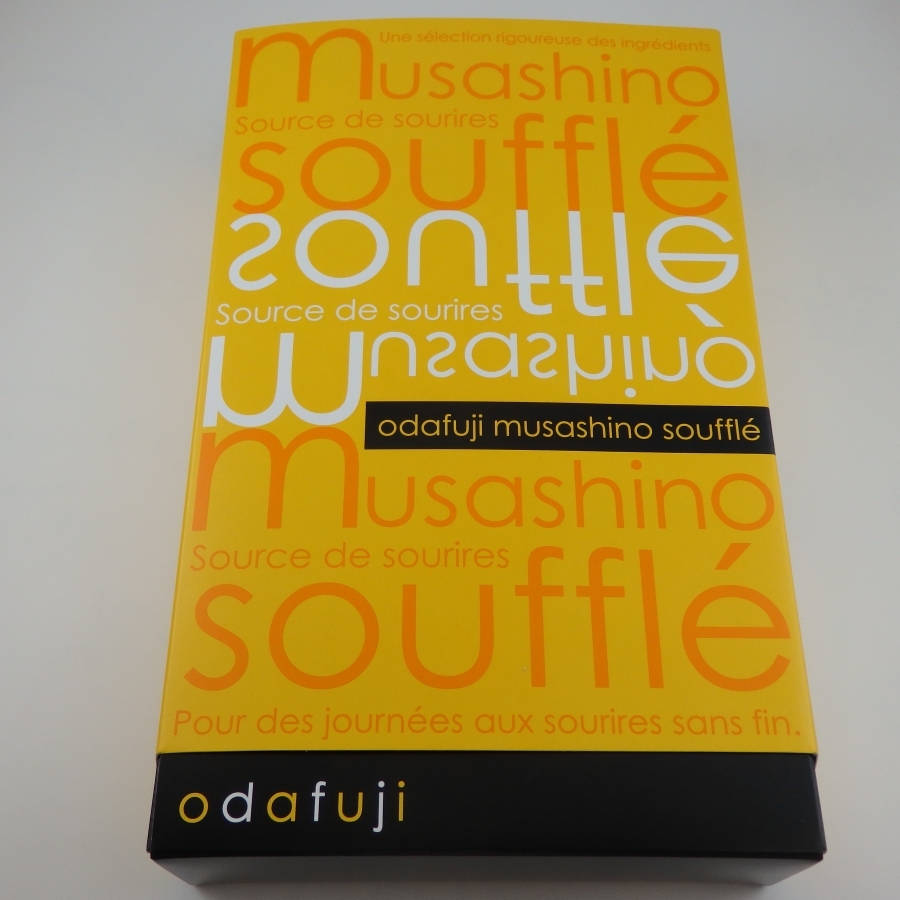 Une sélection rigoureuse des ingrédients
musashino
Source de sourires
soufflé
soufflé
Source de sourires
musashino
odafuji musashino soufflé
musashino
Source de sourires
soufflé
Pour des journées aux sourires sans fin.
odafuji